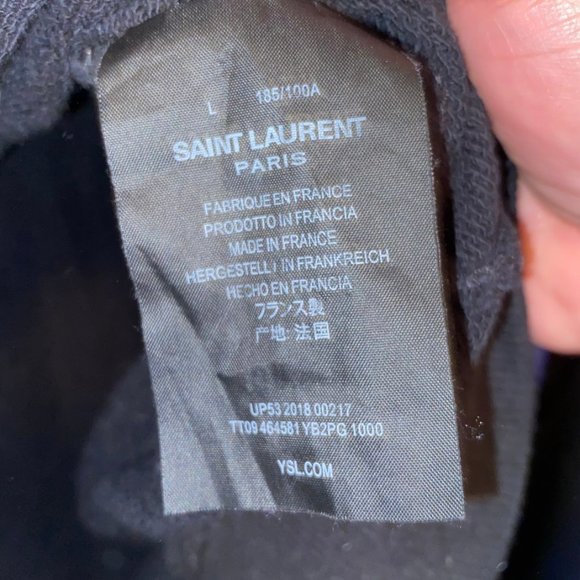 L 185/100A
SAINT LAURENT
PARIS
FABRIQUE EN FRANCE
PRODOTTO IN FRANCIA
MADE IN FRANCE
HERGESTELLT IN FRANKREICH
HECHO EN FRANCIA
フランス製
产地: 法国
UP53 2018 00217
TT09 464581 YB2PG 1000
YSL.COM